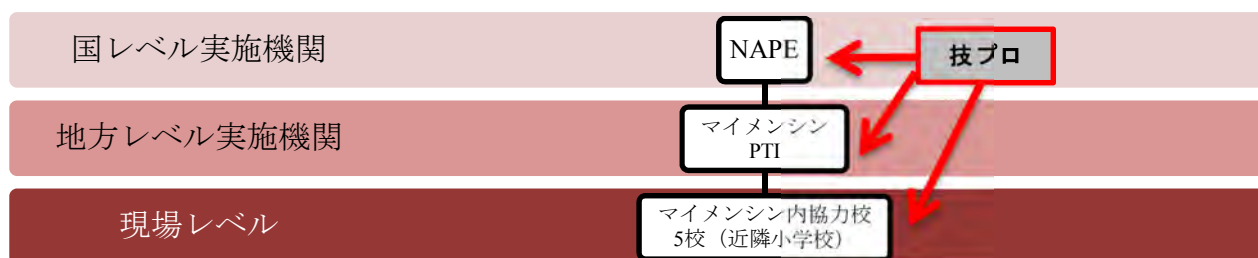 国レベル実施機関
NAPE
技プロ
地方レベル実施機関
マイメンシン
PTI
現場レベル
マイメンシン内協力校
5校（近隣小学校）